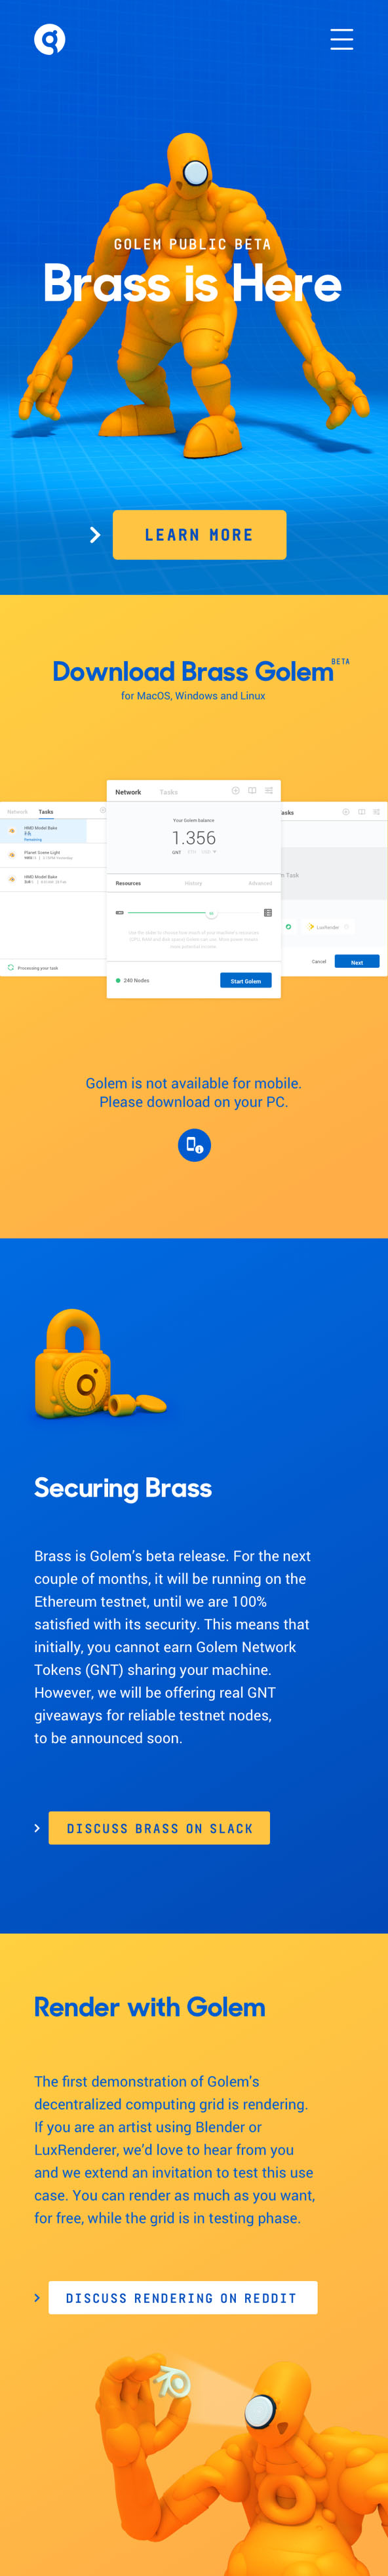 GOLEM PUBLIC BETA
Brass is Here
LEARN MORE
Download Brass Golem BETA
for MacOS, Windows and Linux
Network Tasks
HMD Model Bake
Remaining
Planet Scene Light
HMD Model Bake
Processing your task
Network Tasks
Your Golem balance
1.356
GNT ETH
Resources History Advanced
240 Nodes
Start Golem
asks
Task
LuxRender
Cancel Next
Golem is not available for mobile.
Please download on your PC.
Securing Brass
Brass is Golem’s beta release. For the next
couple of months, it will be running on the
Ethereum testnet, until we are 100%
satisfied with its security. This means that
initially, you cannot earn Golem Network
Tokens (GNT) sharing your machine.
However, we will be offering real GNT
giveaways for reliable testnet nodes,
to be announced soon.
DISCUSS BRASS ON SLACK
Render with Golem
The first demonstration of Golem's
decentralized computing grid is rendering.
If you are an artist using Blender or
LuxRenderer, we’d love to hear from you
and we extend an invitation to test this use
case. You can render as much as you want,
for free, while the grid is in testing phase.
DISCUSS RENDERING ON REDDIT